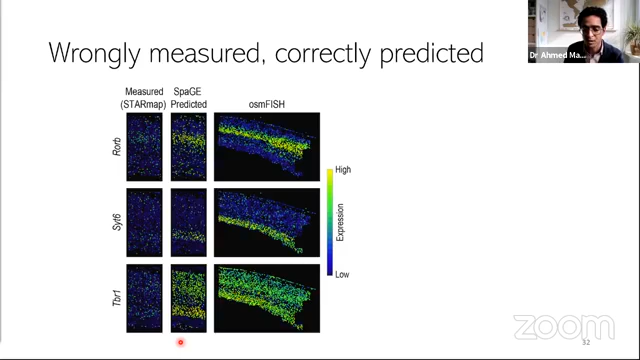 Wrongly measured, correctly predicted
Dr Ahmed Ma...
Measured
(STARmap)
SpaGE
Predicted
osmFISH
Rorb
Syt6
Tbr1
High
Expression
Low
zoom
32